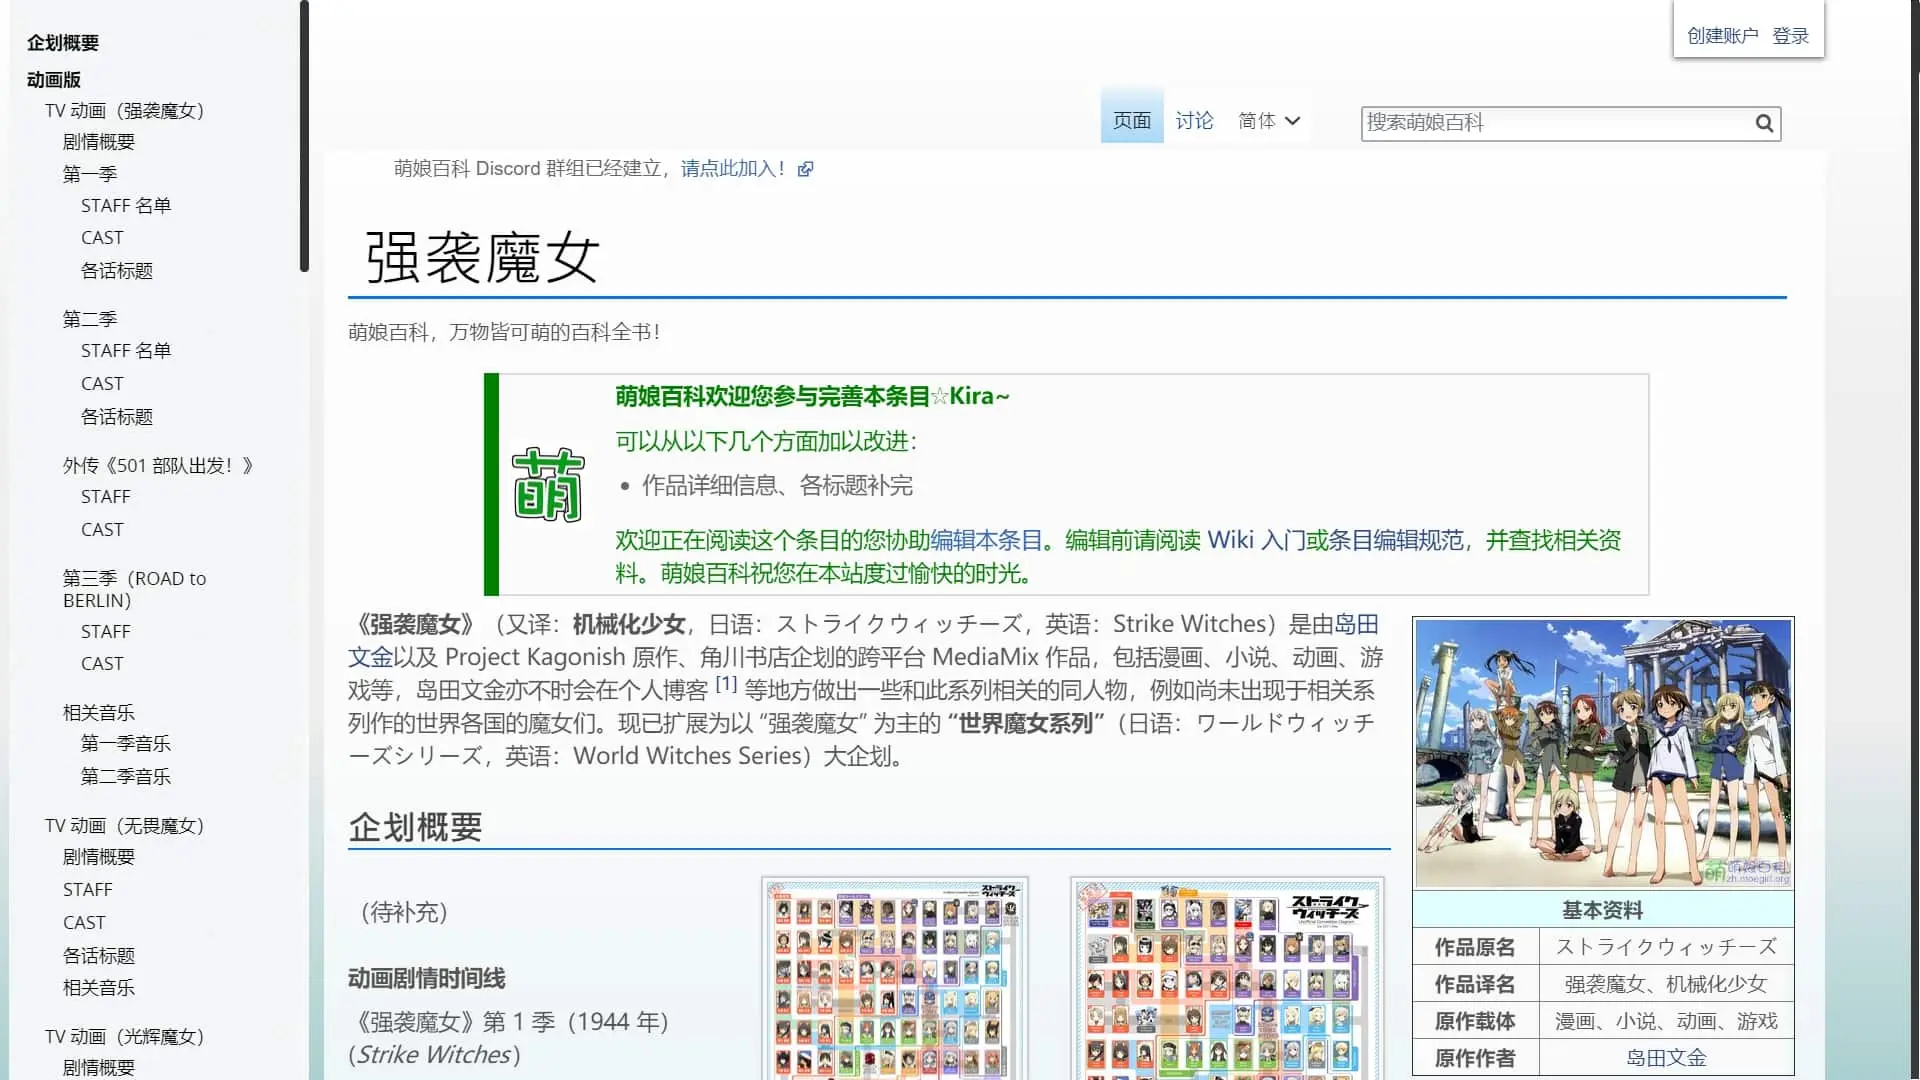 企划概要
动画版
TV 动画（强袭魔女）
剧情概要
第一季
STAFF 名单
CAST
各话标题
第二季
STAFF 名单
CAST
各话标题
外传《501 部队出发！》
STAFF
CAST
第三季（ROAD to
BERLIN）
STAFF
CAST
相关音乐
第一季音乐
第二季音乐
TV 动画（无畏魔女）
剧情概要
STAFF
CAST
各话标题
相关音乐
TV 动画（光辉魔女）
剧情概要
创建账户 登录
页面 讨论 简体
搜索萌娘百科
萌娘百科 Discord 群组已经建立，请点此加入！
强袭魔女
萌娘百科，万物皆可萌的百科全书！
萌
萌娘百科欢迎您参与完善本条目☆Kira~
可以从以下几个方面加以改进：
• 作品详细信息、各标题补完
欢迎正在阅读这个条目的您协助编辑本条目。编辑前请阅读 Wiki 入门或条目编辑规范，并查找相关资
料。萌娘百科祝您在本站度过愉快的时光。
《强袭魔女》（又译：机械化少女，日语：ストライクウィッチーズ，英语：Strike Witches）是由岛田
文金以及 Project Kagonish 原作、角川书店企划的跨平台 MediaMix 作品，包括漫画、小说、动画、游
戏等，岛田文金亦不时会在个人博客 [1] 等地方做出一些和此系列相关的同人物，例如尚未出现于相关系
列作的世界各国的魔女们。现已扩展为以 “强袭魔女” 为主的 “世界魔女系列”（日语：ワールドウィッチ
ーズシリーズ，英语：World Witches Series）大企划。
企划概要
（待补充）
动画剧情时间线
《强袭魔女》第 1 季（1944 年）
(Strike Witches)
ストライク
ウィッチーズ
ストライク
ウィッチーズ
萌娘百科
zh.moegirl.org
基本资料
作品原名 ストライクウィッチーズ
作品译名 强袭魔女、机械化少女
原作载体 漫画、小说、动画、游戏
原作作者 岛田文金